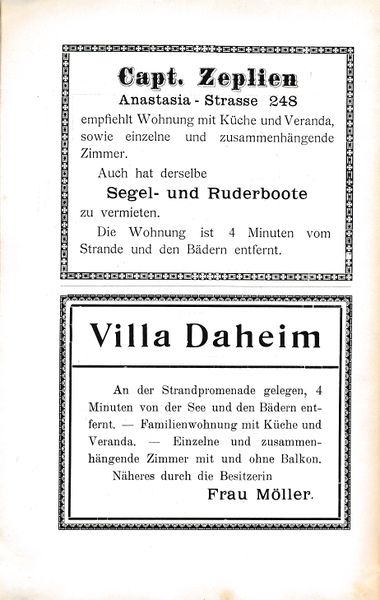 Capt. Zeplien
Anastasia - Strasse 248
empfiehlt Wohnung mit Küche und Veranda,
sowie einzelne und zusammenhängende
Zimmer.
Auch hat derselbe
Segel- und Ruderboote
zu vermieten.
Die Wohnung ist 4 Minuten vom
Strande und den Bädern entfernt.
Villa Daheim
An der Strandpromenade gelegen, 4
Minuten von der See und den Bädern ent-
fernt. — Familienwohnung mit Küche und
Veranda. — Einzelne und zusammen-
hängende Zimmer mit und ohne Balkon.
Näheres durch die Besitzerin
Frau Möller.